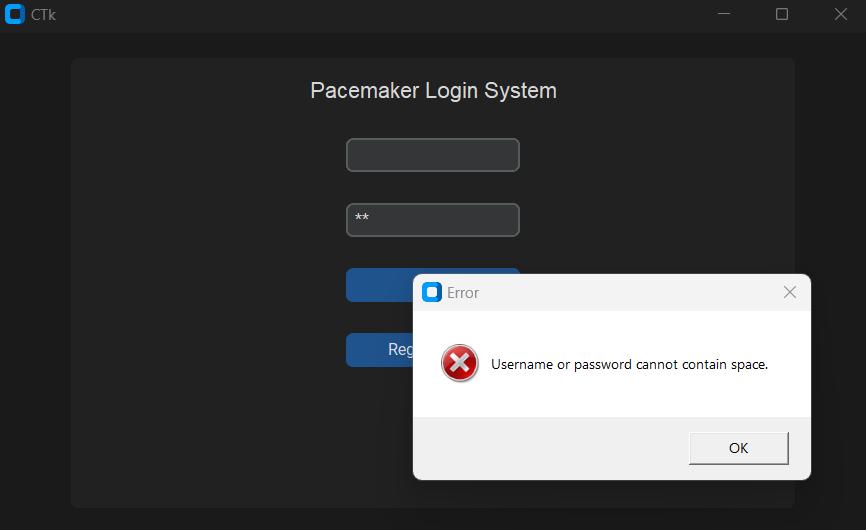 CTk
Pacemaker Login System
**
Error
Reg
Username or password cannot contain space.
OK